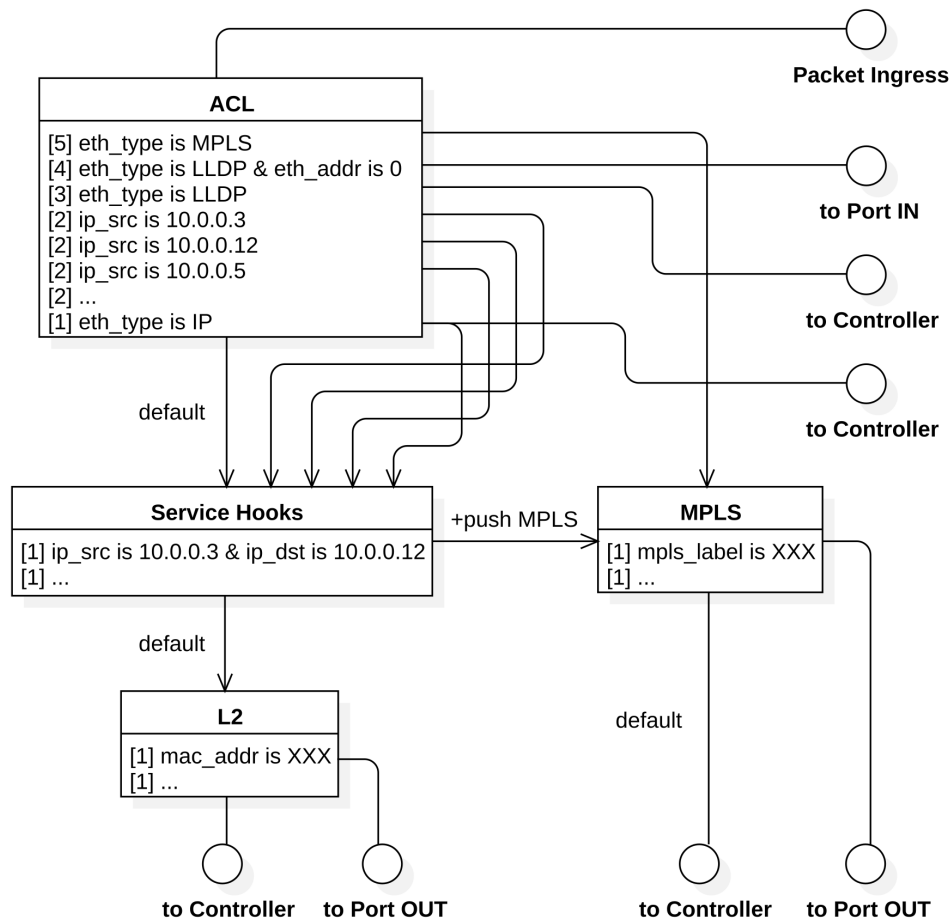 Packet Ingress
ACL
[5] eth_type is MPLS
[4] eth_type is LLDP & eth_addr is 0
[3] eth_type is LLDP
[2] ip_src is 10.0.0.3
[2] ip_src is 10.0.0.12
[2] ip_src is 10.0.0.5
[2] ...
[1] eth_type is IP
to Port IN
to Controller
to Controller
default
Service Hooks
[1] ip_src is 10.0.0.3 & ip_dst is 10.0.0.12
[1] ...
+push MPLS
MPLS
[1] mpls_label is XXX
[1] ...
default
L2
[1] mac_addr is XXX
[1] ...
default
to Controller
to Port OUT
to Controller
to Port OUT